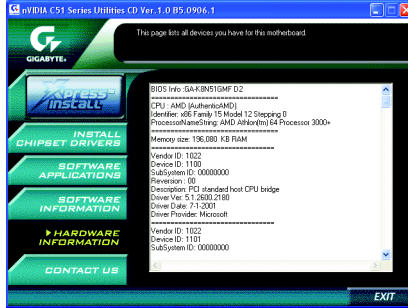 nVIDIA C51 Series Utilities CD Ver.1.0 B5.0906.1
GIGABYTE
This page lists all devices you have for this motherboard.
Xpress-
INSTALL
INSTALL
CHIPSET DRIVERS
SOFTWARE
APPLICATIONS
SOFTWARE
INFORMATION
HARDWARE
INFORMATION
CONTACT US
BIOS Info :GA-K8N51GMF D2
================================
CPU : AMD (AuthenticAMD)
Identifier: x86 Family 15 Model 12 Stepping 0
ProcessorNameString: AMD Athlon(tm) 64 Processor 3000+
================================
Memory size: 196,080 KB RAM
================================
Vendor ID: 1022
Device ID: 1100
SubSystem ID: 00000000
Reversion : 00
Description: PCI standard host CPU bridge
Driver Ver: 5.1.2600.2180
Driver Date: 7-1-2001
Driver Provider: Microsoft
================================
Vendor ID: 1022
Device ID: 1101
SubSystem ID: 00000000
EXIT